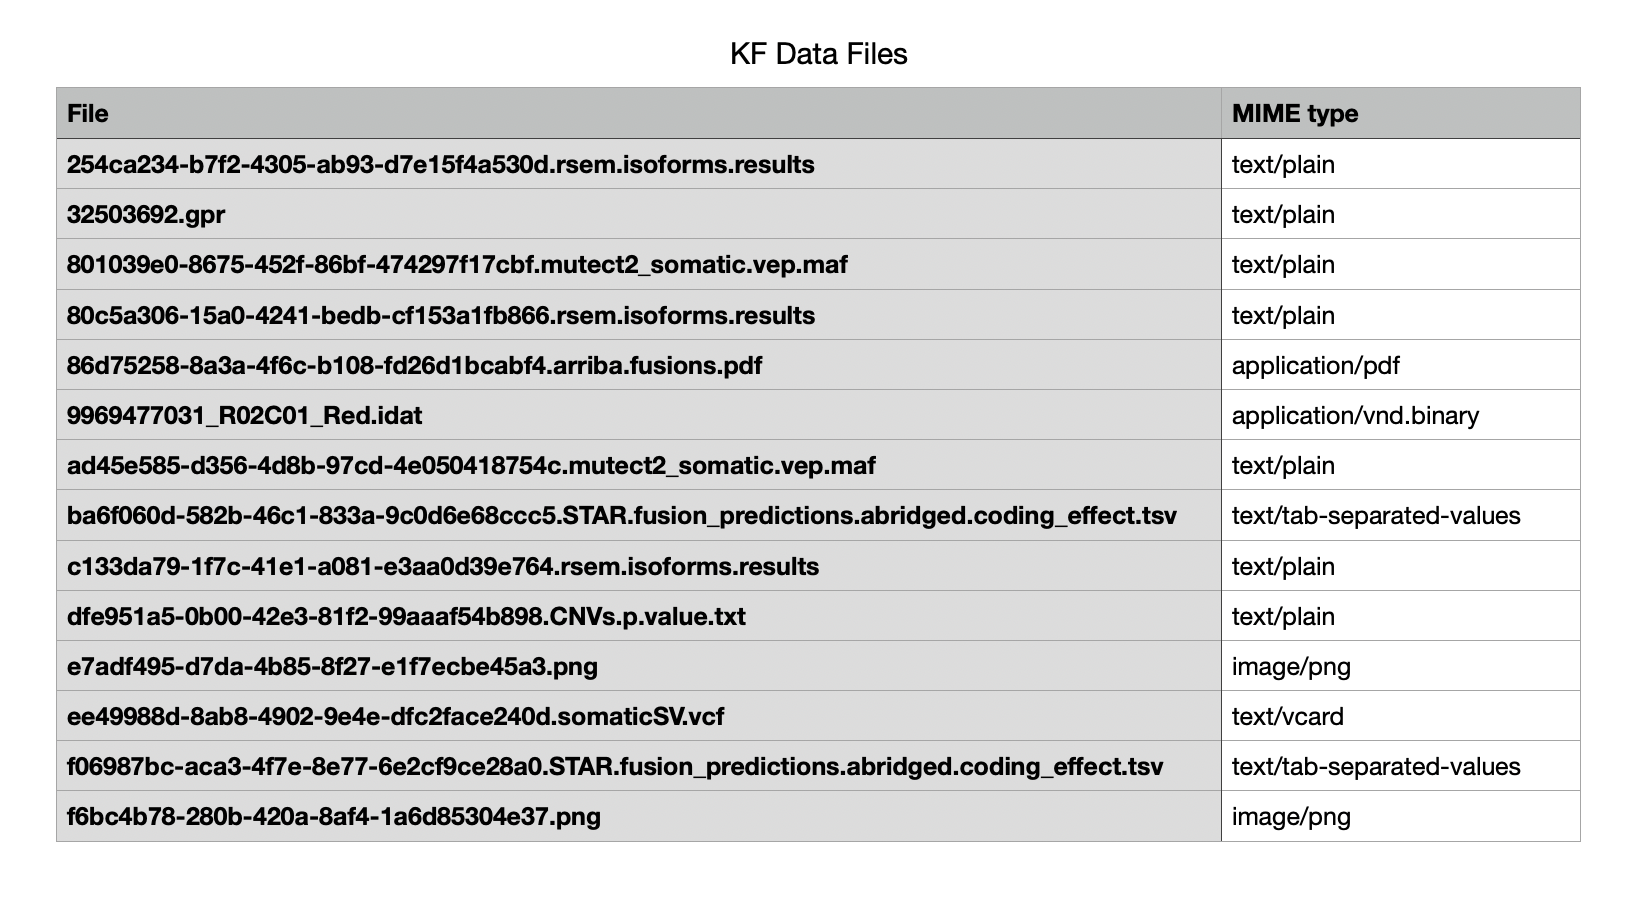 KF Data Files
File MIME type
254ca234-b7f2-4305-ab93-d7e15f4a530d.rsem.isoforms.results text/plain
32503692.gpr text/plain
801039e0-8675-452f-86bf-474297f17cbf.mutect2_somatic.vep.maf text/plain
80c5a306-15a0-4241-bedb-cf153a1fb866.rsem.isoforms.results text/plain
86d75258-8a3a-4f6c-b108-fd26d1bcabf4.arriba.fusions.pdf application/pdf
9969477031_R02C01_Red.idat application/vnd.binary
ad45e585-d356-4d8b-97cd-4e050418754c.mutect2_somatic.vep.maf text/plain
ba6f060d-582b-46c1-833a-9c0d6e68ccc5.STAR.fusion_predictions.abridged.coding_effect.tsv text/tab-separated-values
c133da79-1f7c-41e1-a081-e3aa0d39e764.rsem.isoforms.results text/plain
dfe951a5-0b00-42e3-81f2-99aaaf54b898.CNVs.p.value.txt text/plain
e7adf495-d7da-4b85-8f27-e1f7ecbe45a3.png image/png
ee49988d-8ab8-4902-9e4e-dfc2face240d.somaticSV.vcf text/vcard
f06987bc-aca3-4f7e-8e77-6e2cf9ce28a0.STAR.fusion_predictions.abridged.coding_effect.tsv text/tab-separated-values
f6bc4b78-280b-420a-8af4-1a6d85304e37.png image/png